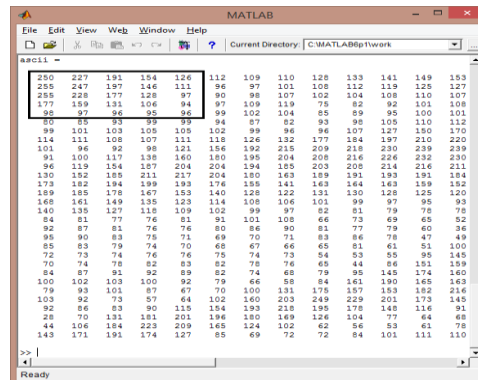 MATLAB
File Edit View Web Window Help
? Current Directory: C:\MATLAB6p1\work
ascii =
250 227 191 154 126 112 109 110 128 133 141 149 153
255 247 197 146 111 96 97 101 108 112 119 125 127
255 228 177 128 97 90 98 107 102 104 108 110 107
177 159 131 106 94 97 109 119 75 82 92 101 108
98 97 96 95 96 99 102 104 85 89 95 100 101
80 85 93 99 99 94 87 82 93 98 105 110 112
99 101 103 105 105 102 99 96 96 107 127 150 170
114 111 108 107 111 118 126 132 177 184 197 210 220
101 96 92 98 121 156 192 215 209 218 230 239 239
91 100 117 138 160 180 195 204 208 216 226 232 230
96 119 154 187 204 204 194 185 203 208 214 216 211
130 152 185 211 217 204 180 163 189 191 193 191 184
173 182 194 199 193 176 155 141 163 164 163 159 152
189 185 178 167 153 140 128 122 131 130 128 125 120
168 161 149 135 123 114 108 106 101 99 97 95 93
140 135 127 118 109 102 99 97 82 81 79 78 78
84 81 77 76 81 91 101 108 66 73 69 65 52
92 87 81 76 76 80 86 90 81 77 79 60 36
95 90 83 75 71 69 70 71 83 86 78 47 49
85 83 79 74 70 68 67 66 65 81 61 51 100
72 73 74 76 76 75 74 73 54 53 55 95 145
70 74 78 82 83 82 78 76 65 44 86 151 159
84 87 91 92 89 82 74 68 79 95 145 174 160
100 102 103 100 92 79 66 58 84 161 190 165 163
79 93 101 87 67 70 100 131 175 157 153 182 216
103 92 73 57 64 102 160 203 249 229 201 173 145
92 86 83 90 115 154 193 218 195 178 148 116 91
28 70 131 181 201 196 180 169 126 104 77 64 68
44 106 184 223 209 165 124 102 62 56 53 61 78
143 171 191 174 127 85 69 72 72 84 101 111 110
>>
Ready